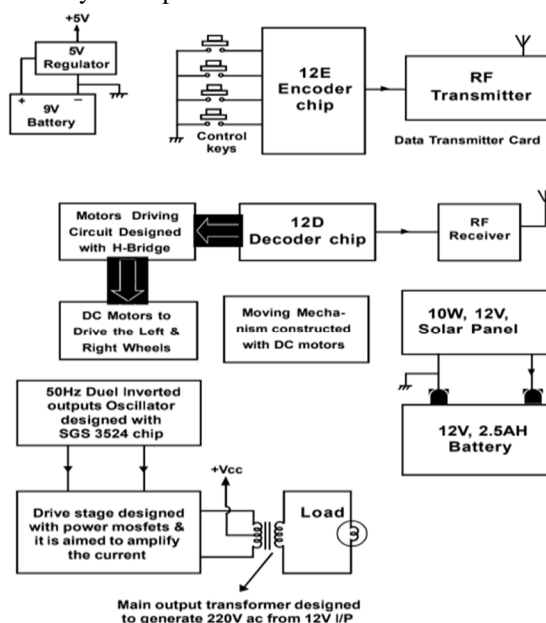 +5V
5V
Regulator
+ −
9V
Battery
Control
keys
12E
Encoder
chip
RF
Transmitter
Data Transmitter Card
Motors Driving
Circuit Designed
with H-Bridge
12D
Decoder chip
RF
Receiver
DC Motors to
Drive the Left &
Right Wheels
Moving Mecha-
nism constructed
with DC motors
10W, 12V,
Solar Panel
12V, 2.5AH
Battery
50Hz Duel Inverted
outputs Oscillator
designed with
SGS 3524 chip
Drive stage designed
with power mosfets &
it is aimed to amplify
the current
+Vcc
Load
Main output transformer designed
to generate 220V ac from 12V I/P